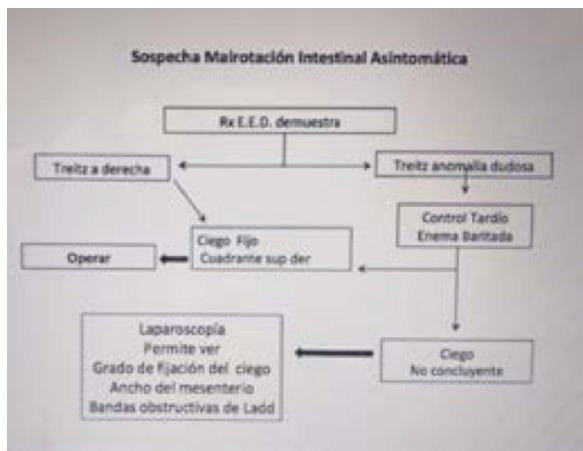 Sospecha Malrotación Intestinal Asintomática
Rx E.E.D. demuestra
Treitz a derecha
Treitz anomalía dudosa
Control Tardío
Enema Baritada
Ciego Fijo
Cuadrante sup der
Operar
Laparoscopía
Permite ver
Grado de fijación del ciego
Ancho del mesenterio
Bandas obstructivas de Ladd
Ciego
No concluyente